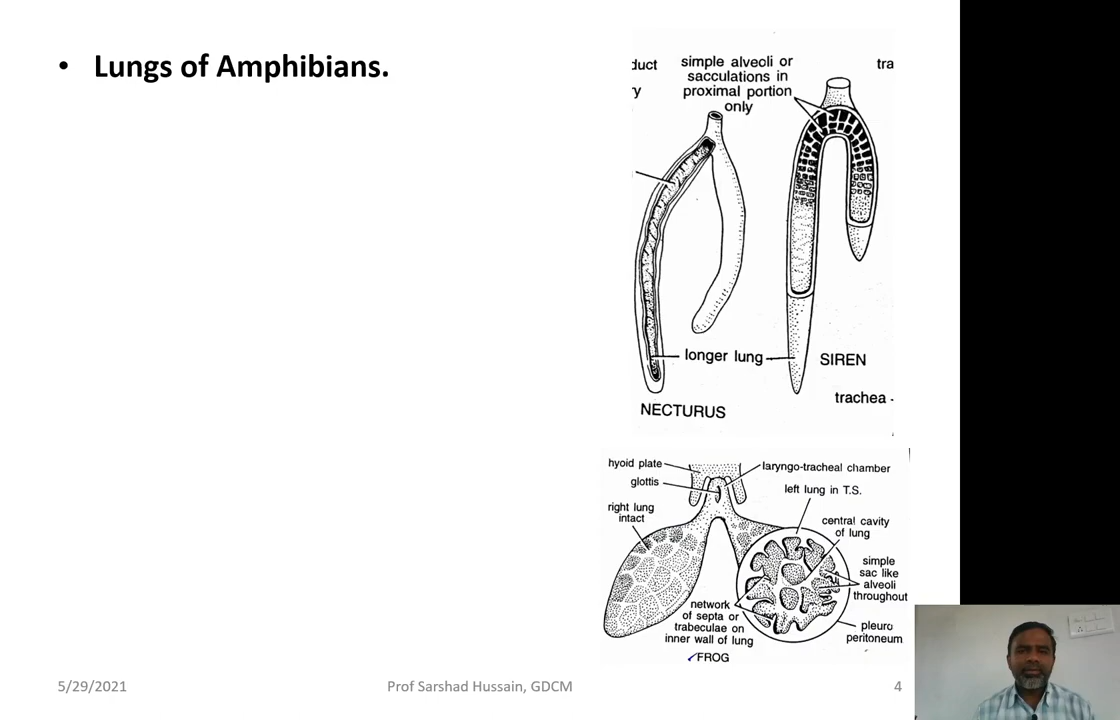 • Lungs of Amphibians.
duct
ry
simple alveoli or
sacculations in
proximal portion
only
tra
longer lung
SIREN
NECTURUS
trachea -
hyoid plate
glottis
right lung
intact
laryngo-tracheal chamber
left lung in T.S.
central cavity
of lung
simple
sac like
alveoli
throughout
network
of septa or
trabeculae on
inner wall of lung
pleuro
peritoneum
FROG
5/29/2021
Prof Sarshad Hussain, GDCM
4